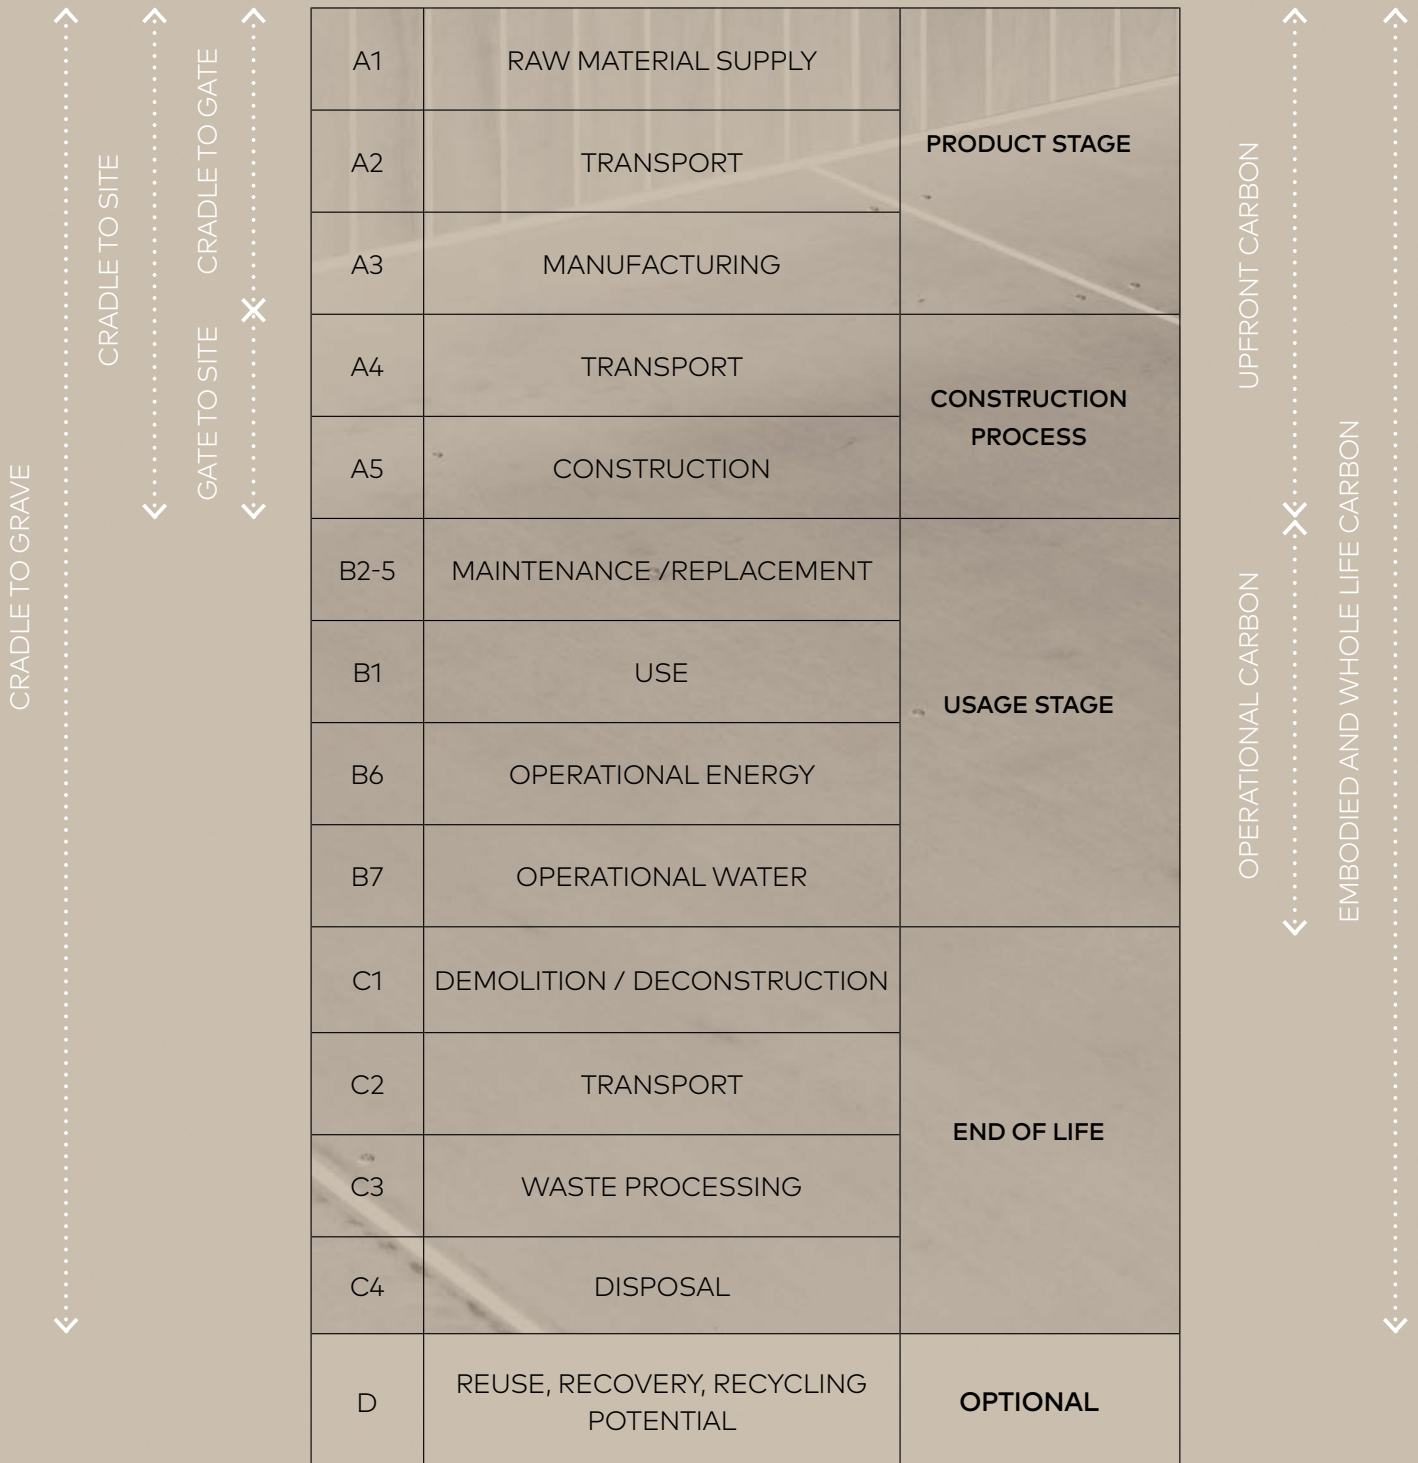 CRADLE TO GRAVE
CRADLE TO SITE
CRADLE TO GATE
GATE TO SITE
A1 RAW MATERIAL SUPPLY
A2 TRANSPORT
A3 MANUFACTURING
PRODUCT STAGE
A4 TRANSPORT
A5 CONSTRUCTION
CONSTRUCTION
PROCESS
B2-5 MAINTENANCE /REPLACEMENT
B1 USE
B6 OPERATIONAL ENERGY
B7 OPERATIONAL WATER
USAGE STAGE
C1 DEMOLITION / DECONSTRUCTION
C2 TRANSPORT
C3 WASTE PROCESSING
C4 DISPOSAL
END OF LIFE
D REUSE, RECOVERY, RECYCLING
POTENTIAL
OPTIONAL
UPFRONT CARBON
OPERATIONAL CARBON
EMBODIED AND WHOLE LIFE CARBON